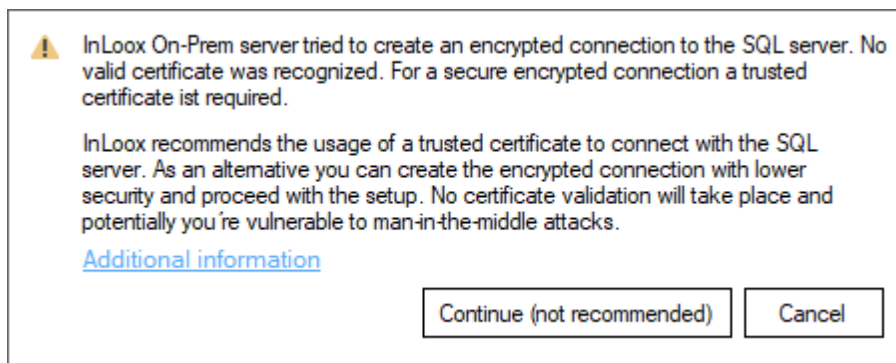 InLoox On-Prem server tried to create an encrypted connection to the SQL server. No
valid certificate was recognized. For a secure encrypted connection a trusted
certificate ist required.
InLoox recommends the usage of a trusted certificate to connect with the SQL
server. As an alternative you can create the encrypted connection with lower
security and proceed with the setup. No certificate validation will take place and
potentially you´re vulnerable to man-in-the-middle attacks.
Additional information
Continue (not recommended)
Cancel